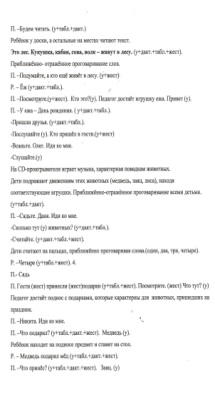 П. –Будем читать. (у+табл.+дакт.)
Ребёнок у доски, а остальные на местах читают текст.
Это лес. Кукушка, кабан, сова, волк – живут в лесу. (у+дакт.+табл.+жест).
Приближённо- отражённое проговаривание слов.
П. –Подумайте, а кто ещё живёт в лесу. (у+жест)
Р. – Ёж (у+дакт.+табл.).
П. –Посмотрите.(у+жест). Кто это?(у). Педагог достаёт игрушку ежа. Привет (у).
П. –У ежа – День рождения. ( у+дакт.+табл.).
-Пришли друзья. (у+дакт.+табл.).
-Послушайте (у). Кто пришёл в гости.(у+жест)
-Возьмите. Олег. Иди ко мне.
-Слушайте.(у)
На CD-проигрывателе играет музыка, характерная повадкам животных.
Дети подражают движениям этих животных (медведь, заяц, лиса), находя
соответствующие игрушки. Приближённо-отражённое проговаривание всеми детьми.
(у+табл.+дакт).
П. –Сядьте. Даня. Иди ко мне.
-Сколько тут (у) животных? (у+дакт.+табл.).
-Считайте. (у+дакт.+табл.+жест).
Дети считают на пальцах, приближённо проговаривая слова.(один, два, три, четыре).
Р. –Четыре (у+табл.+жест). 4.
П.- Сядь
П. Гости (жест) принесли (жест)подарки (у+табл.+жест). Посмотрите. (жест) Что тут? (у)
Педагог достаёт поднос с подарками, которые характерны для животных, пришедших на
праздник.
П. –Никита. Иди ко мне.
П. –Что подарил? (у+дакт.+табл.+жест). Медведь (у).
Ребёнок находит на подносе предмет и ставит на стол.
Р. – Медведь подарил мёд.(у+дакт.+табл.+жест).
П. –Что принёс? (у+дакт.+табл.+жест). Заяц. (у)